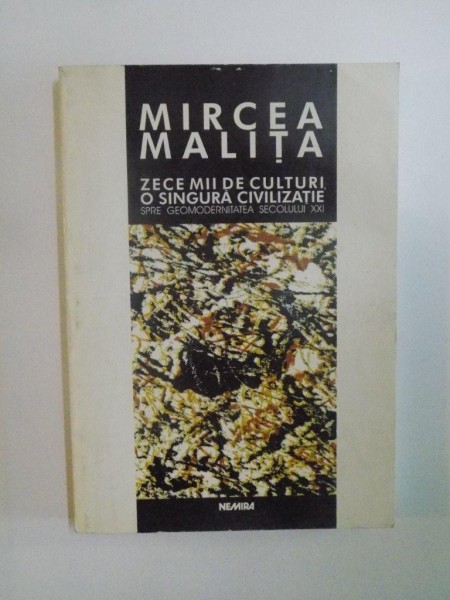 MIRCEA
MALIȚA
ZECE MII DE CULTURI,
O SINGURĂ CIVILIZAȚIE
SPRE GEOMODERNITATEA SECOLULUI XXI
NEMIRA